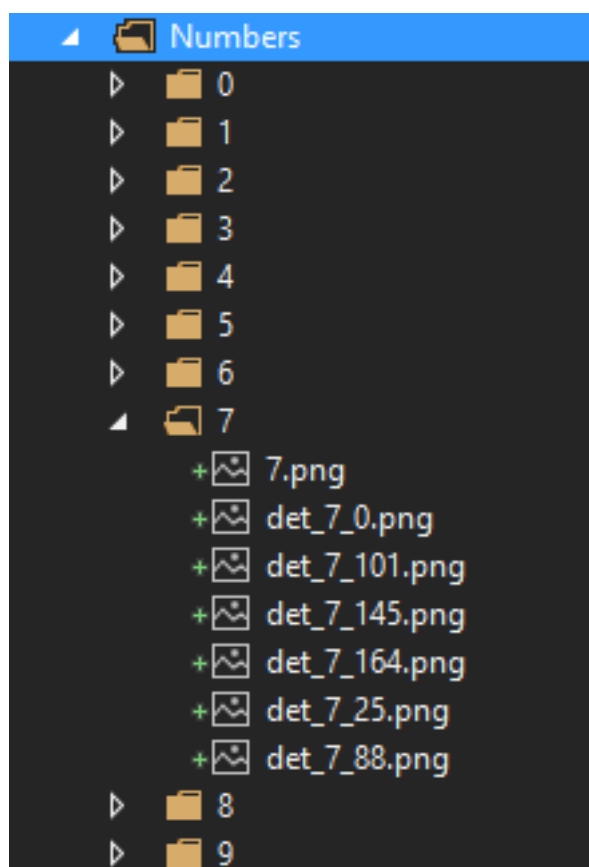 Numbers
0
1
2
3
4
5
6
7
7.png
det_7_0.png
det_7_101.png
det_7_145.png
det_7_164.png
det_7_25.png
det_7_88.png
8
9